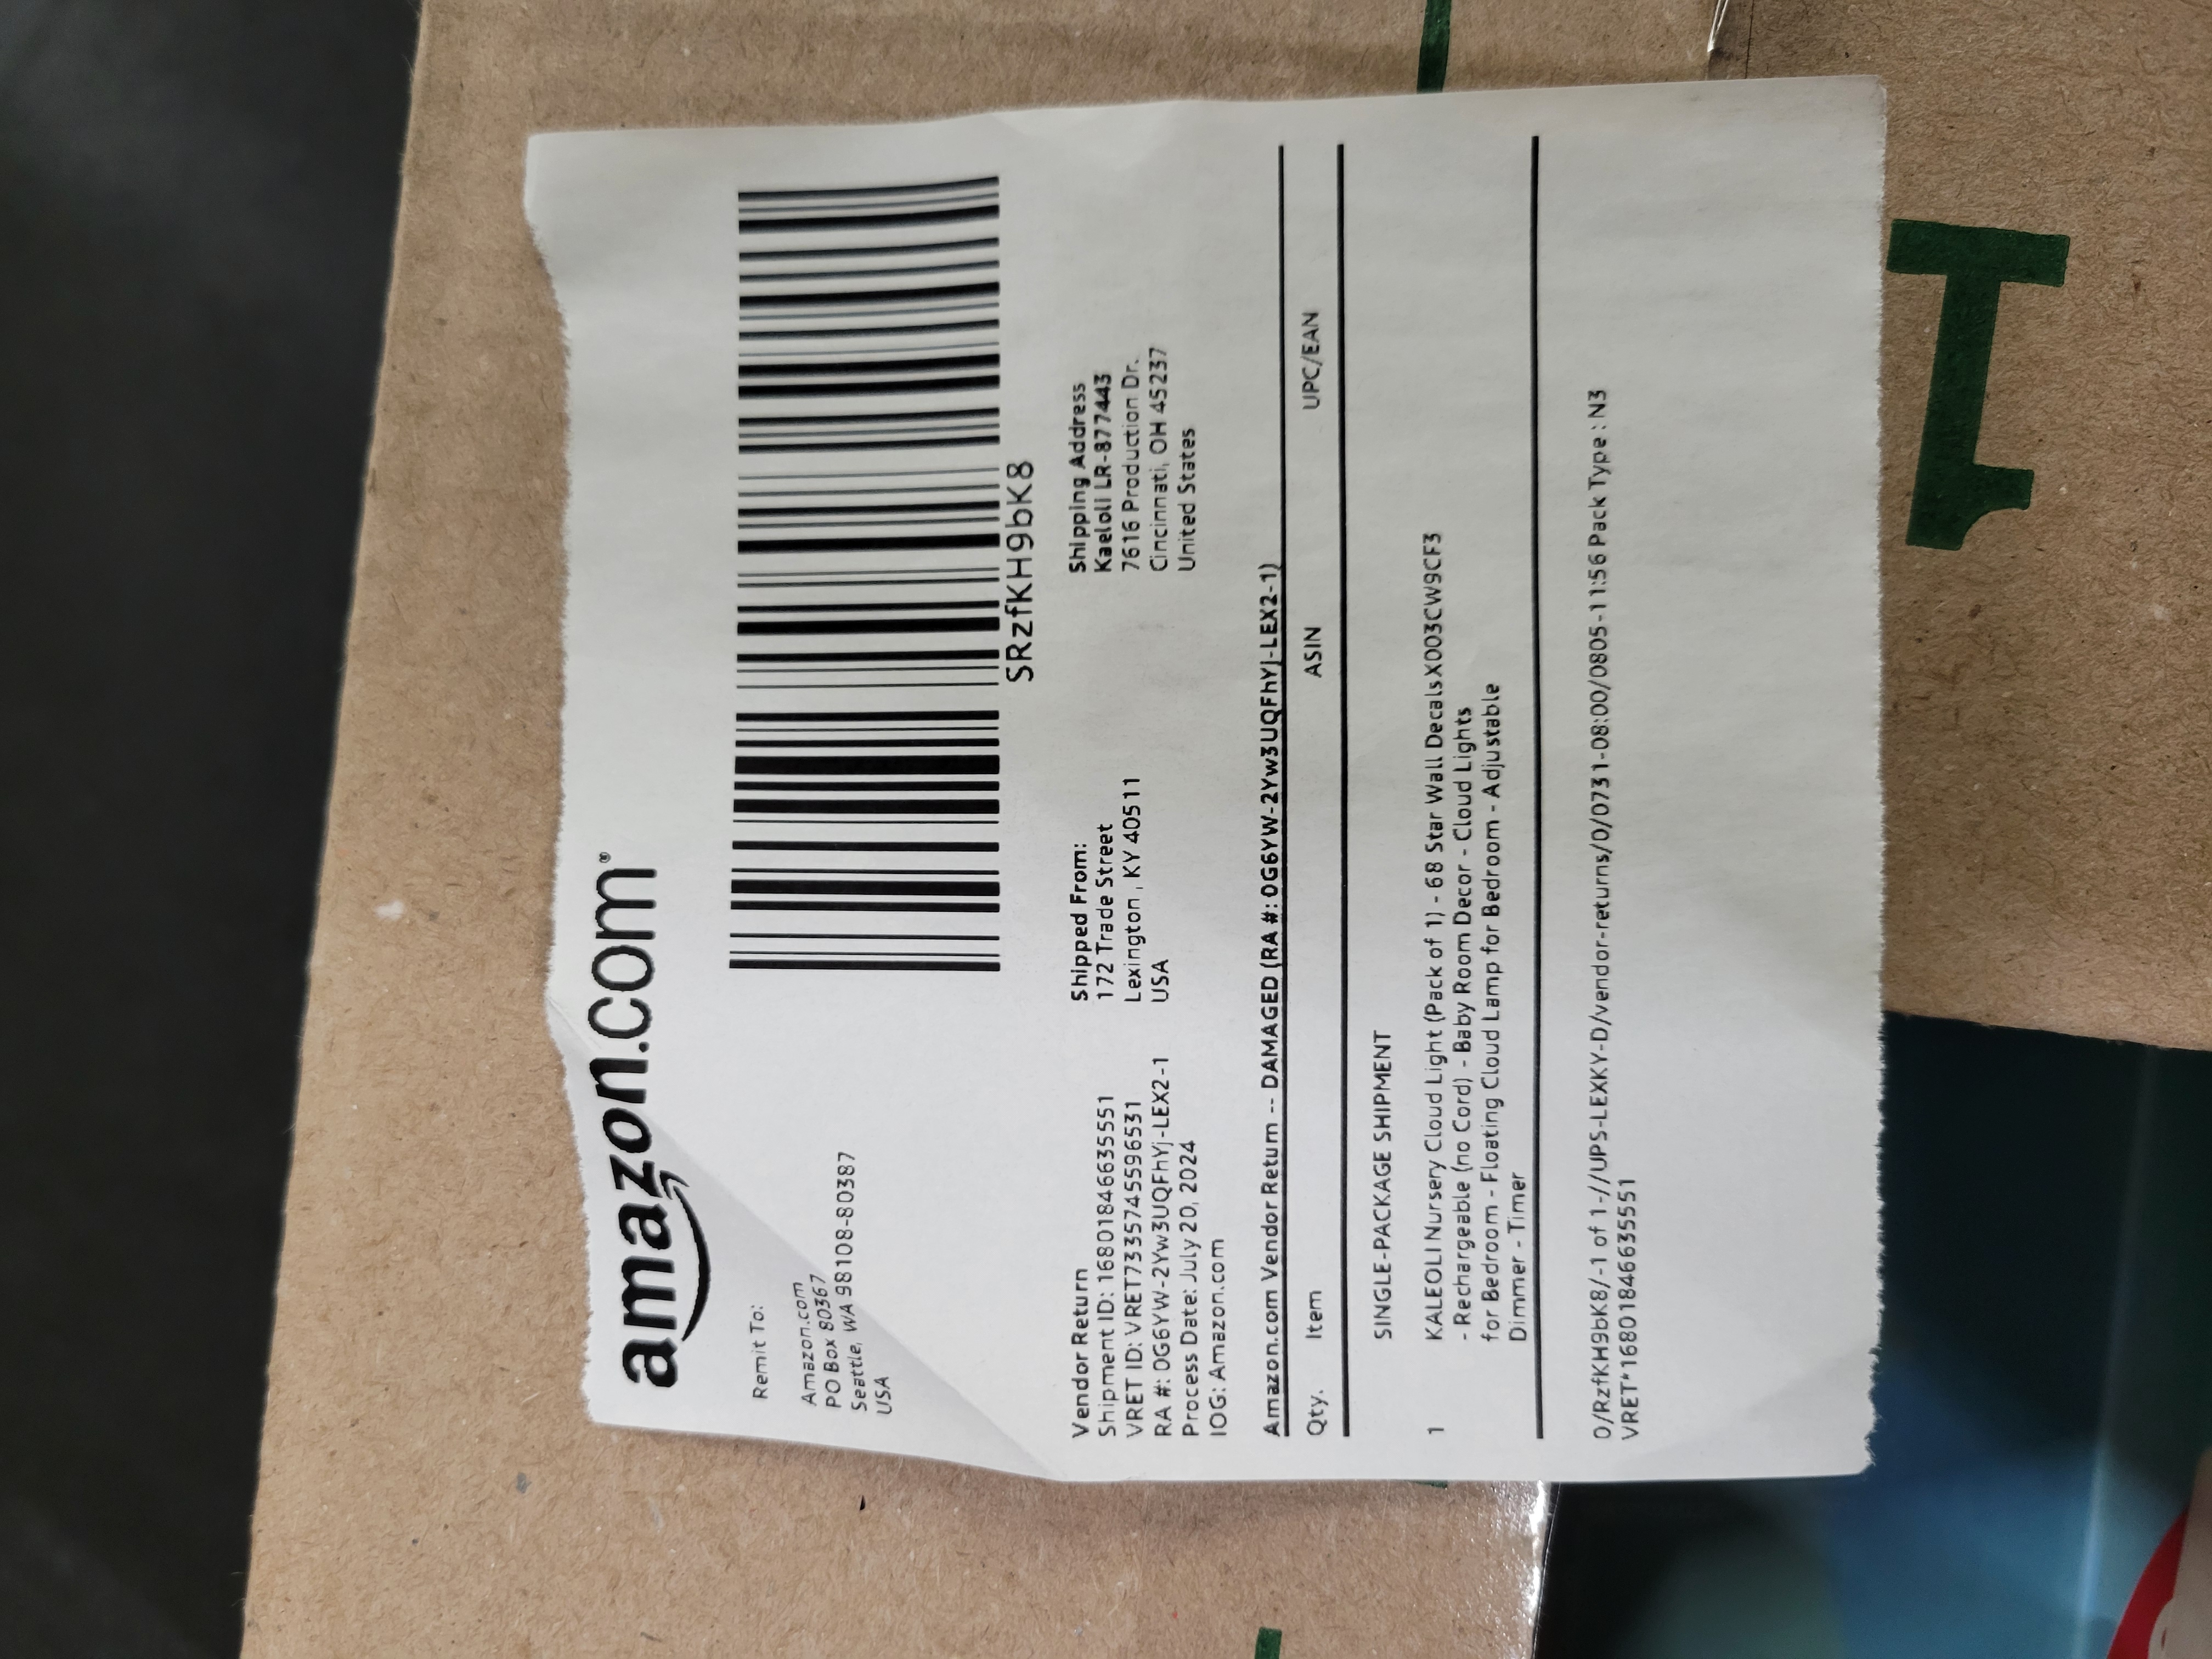 amazon.com®
Remit To:
Amazon.com
PO Box 80367
Seattle, WA 98108-80387
USA
SRzfKH9bK8
Vendor Return
Shipment ID: 16801846635551
VRET ID: VRET733574559653​1
RA #: 0G6YW-2Yw3UQFhYj-LEX2-1
Process Date: July 20, 2024
IOG: Amazon.com
Shipped From:
172 Trade Street
Lexington , KY 40511
USA
Shipping Address
Kaeloli LR-877443
7616 Production Dr.
Cincinnati, OH 45237
United States
Amazon.com Vendor Return -- DAMAGED (RA #: 0G6YW-2Yw3UQFhYj-LEX2-1)
Qty. Item ASIN UPC/EAN
SINGLE-PACKAGE SHIPMENT
1 KALEOLI Nursery Cloud Light (Pack of 1) - 68 Star Wall DecalsX003CW9CF3
- Rechargeable (no Cord) - Baby Room Decor - Cloud Lights
for Bedroom - Floating Cloud Lamp for Bedroom - Adjustable
Dimmer - Timer
0/RzfKH9bK8/-1 of 1-//UPS-LEXKY-D/vendor-returns/0/0731-08:00/0805-11:56 Pack Type : N3
VRET*16801846635551
1